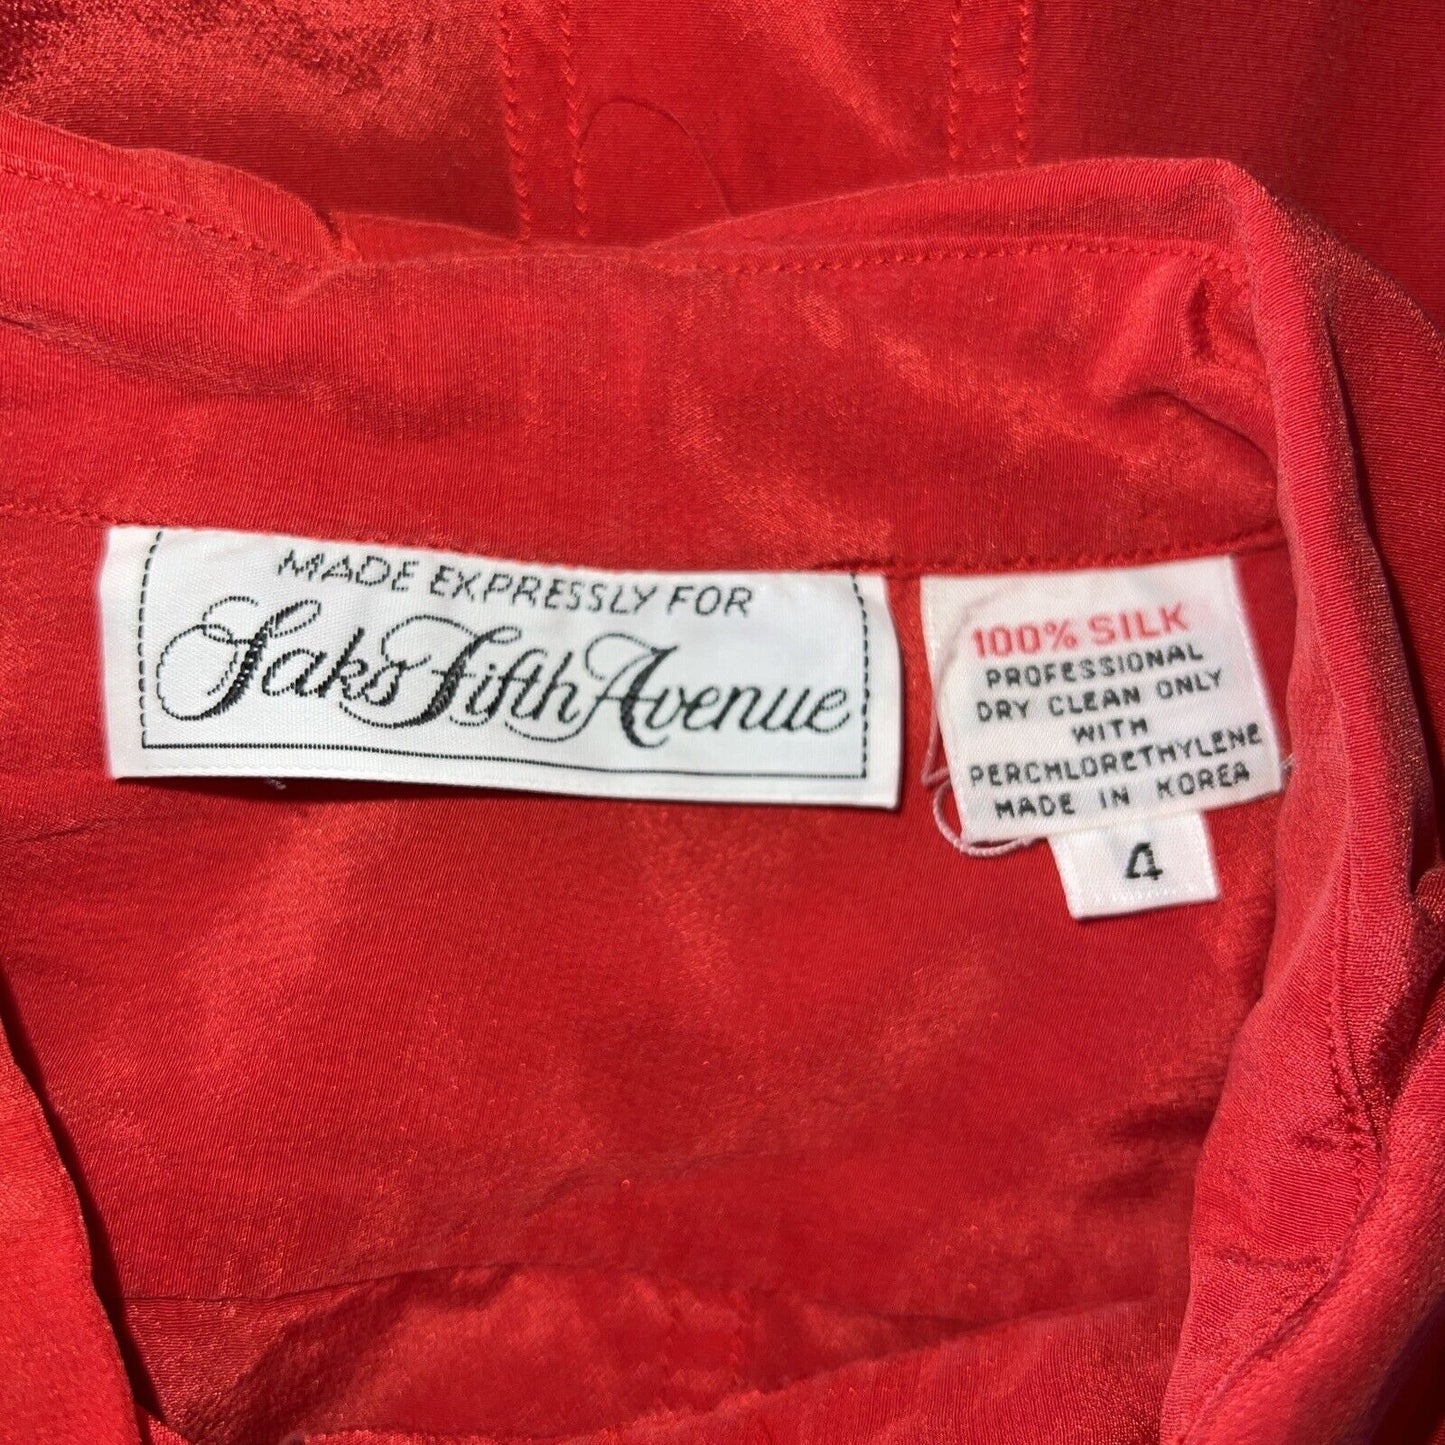 MADE EXPRESSLY FOR
Saks Fifth Avenue
100% SILK
PROFESSIONAL
DRY CLEAN ONLY
WITH
PERCHLORETHYLENE
MADE IN KOREA
4